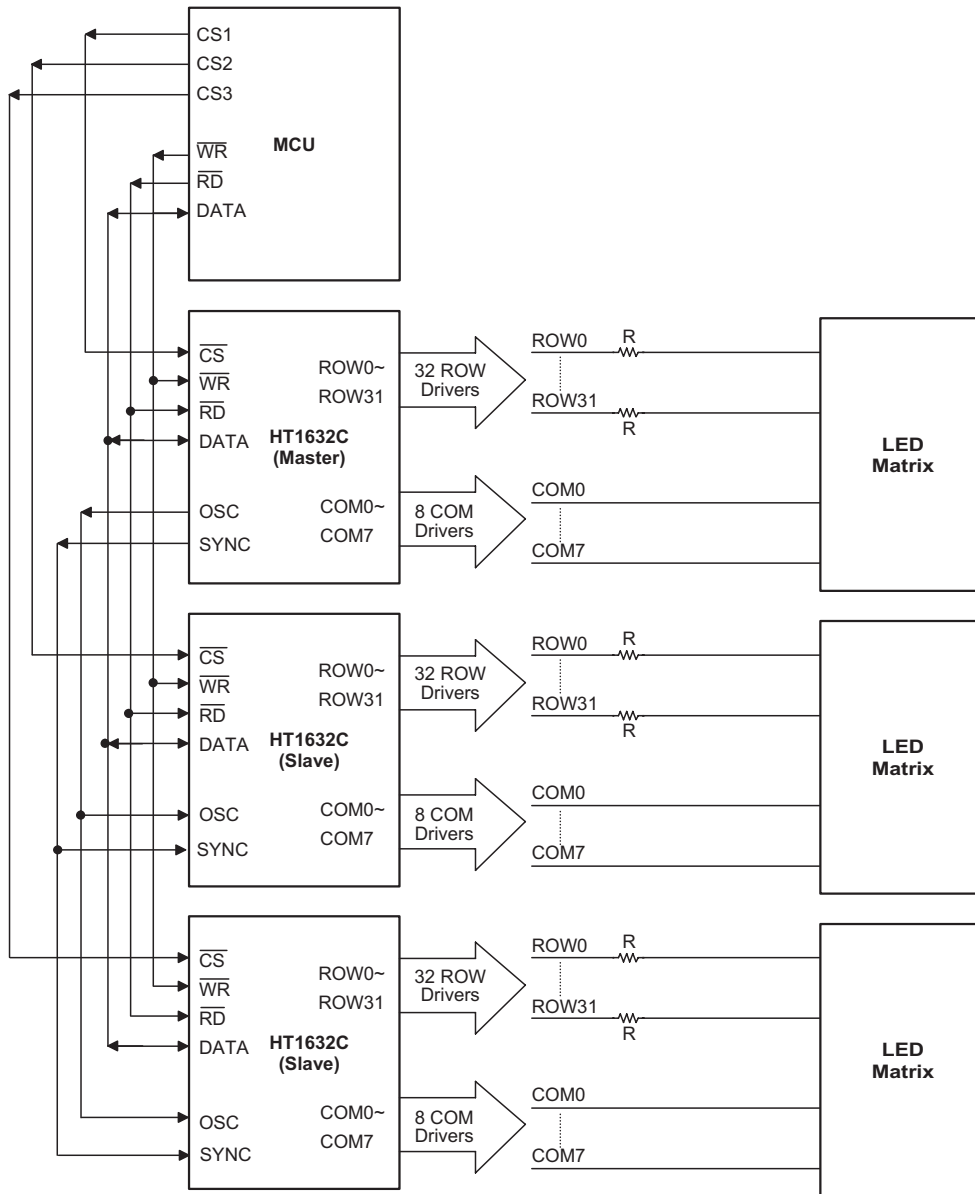 CS1
CS2
CS3
MCU
WR
RD
DATA
CS
WR
RD
DATA
OSC
SYNC
HT1632C
(Master)
ROW0~
ROW31
COM0~
COM7
32 ROW
Drivers
8 COM
Drivers
ROW0
R
ROW31
R
COM0
COM7
LED
Matrix
CS
WR
RD
DATA
OSC
SYNC
HT1632C
(Slave)
ROW0~
ROW31
COM0~
COM7
32 ROW
Drivers
8 COM
Drivers
ROW0
R
ROW31
R
COM0
COM7
LED
Matrix
CS
WR
RD
DATA
OSC
SYNC
HT1632C
(Slave)
ROW0~
ROW31
COM0~
COM7
32 ROW
Drivers
8 COM
Drivers
ROW0
R
ROW31
R
COM0
COM7
LED
Matrix